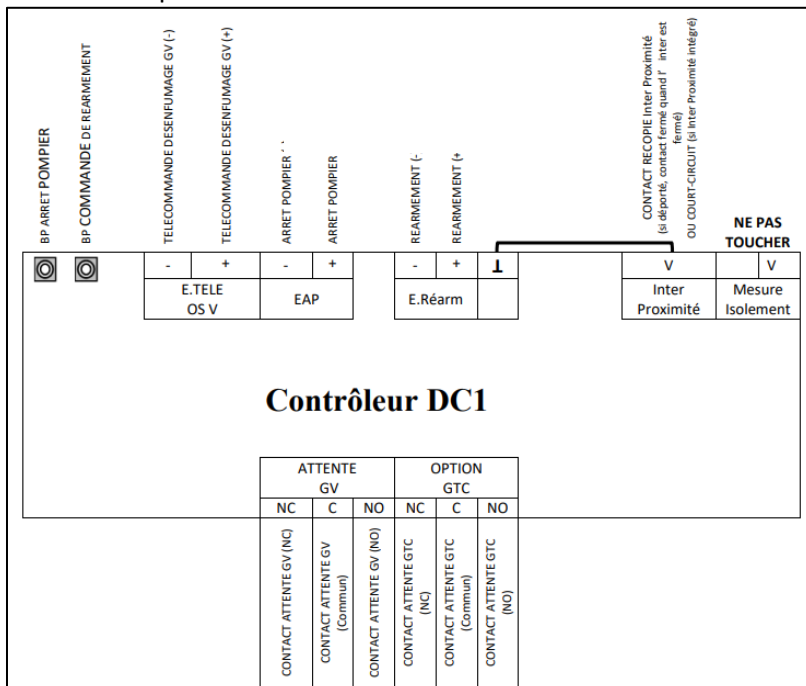 BP ARRET POMPIER
BP COMMANDE DE REARMEMENT
TELECOMMANDE DESENFUMAGE GV (-)
TELECOMMANDE DESENFUMAGE GV (+)
ARRET POMPIER
ARRET POMPIER
REARMEMENT (-
REARMEMENT (+
CONTACT RECOPIE Inter Proximité
(si déporté, contact fermé quand l' inter est
fermé)
OU COURT-CIRCUIT (si Inter Proximité intégré)
NE PAS
TOUCHER
- + - + - + V V
E.TELE
OS V
EAP
E.Réarm
Inter
Proximité
Mesure
Isolement
Contrôleur DC1
ATTENTE
GV
OPTION
GTC
NC C NO NC C NO
CONTACT ATTENTE GV (NC)
CONTACT ATTENTE GV
(Commun)
CONTACT ATTENTE GV (NO)
CONTACT ATTENTE GTC
(NC)
CONTACT ATTENTE GTC
(Commun)
CONTACT ATTENTE GTC
(NO)